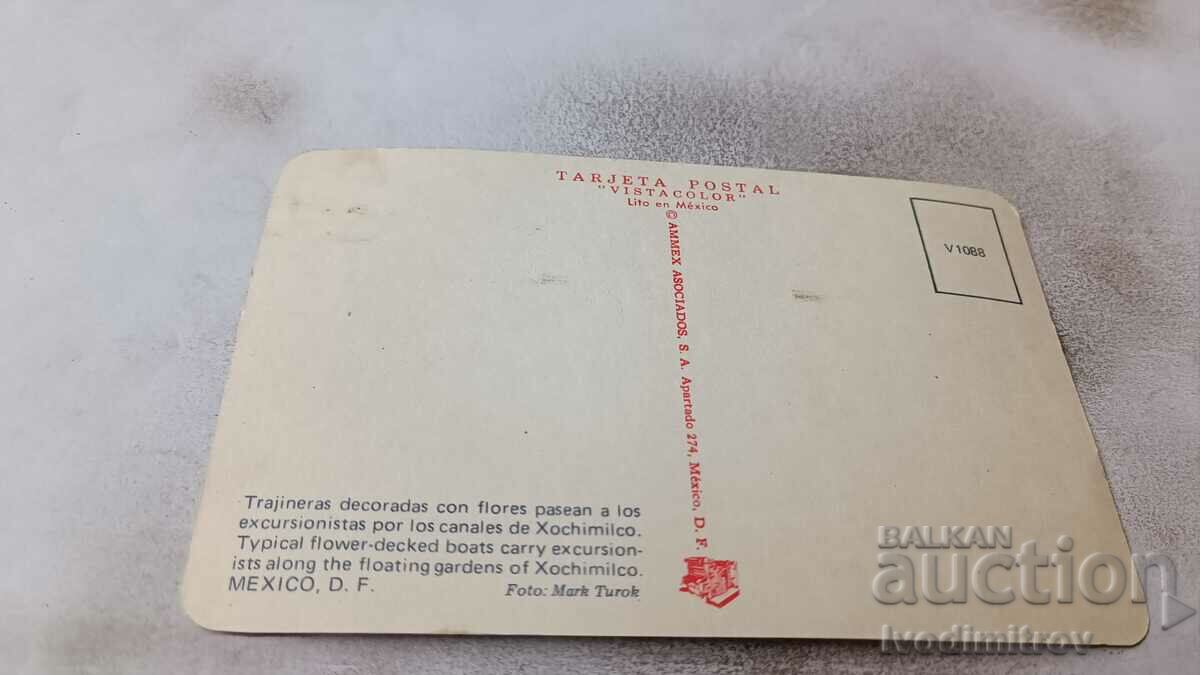 TARJETA POSTAL
"VISTACOLOR"
Lito en México
© AMMEX ASOCIADOS, S. A. Apartado 274, México, D. F.
V1088
Trajineras decoradas con flores pasean a los
excursionistas por los canales de Xochimilco.
Typical flower-decked boats carry excursion-
ists along the floating gardens of Xochimilco.
MEXICO, D. F.
Foto: Mark Turok
BALKAN
auction
Ivodimitrov